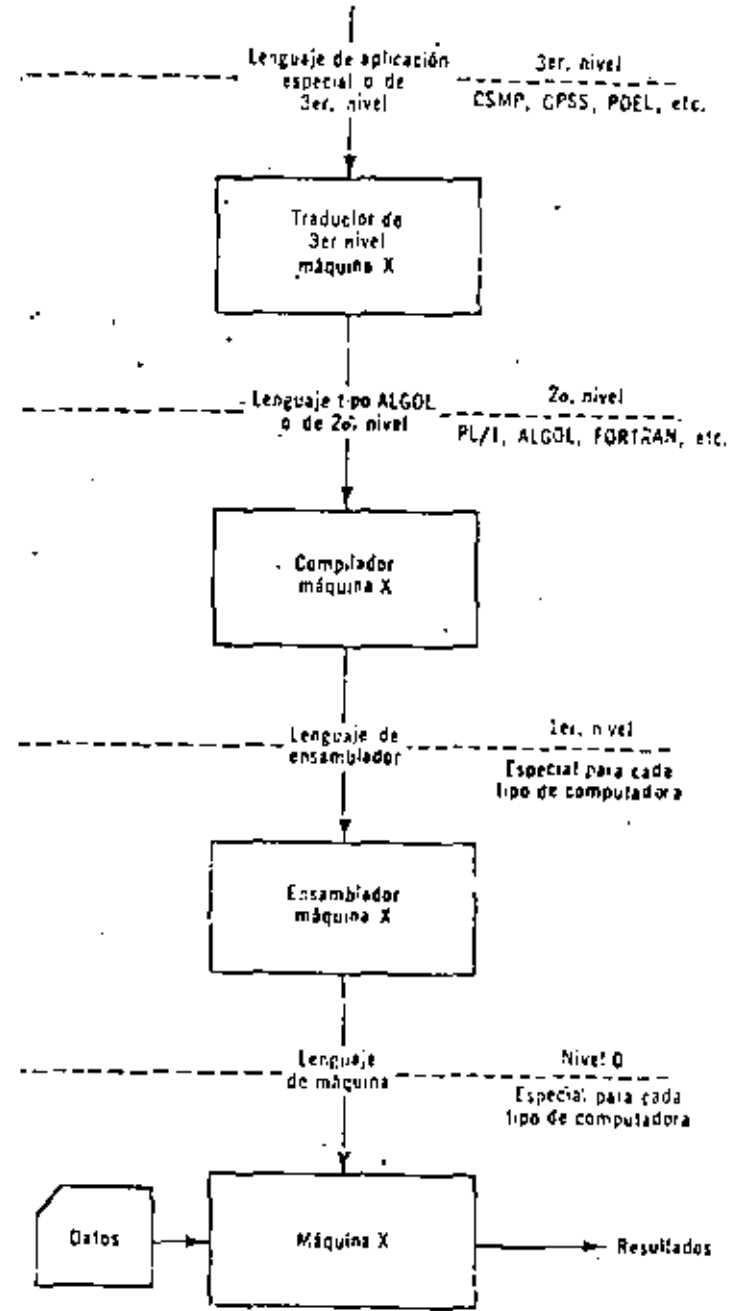 Lenguaje de aplicación
especial o de
3er. nivel
3er. nivel
CSMP, GPSS, PDEL, etc.
Traductor de
3er nivel
máquina X
Lenguaje tipo ALGOL
o de 2o. nivel
2o. nivel
PL/I, ALGOL, FORTRAN, etc.
Compilador
máquina X
Lenguaje de
ensamblador
1er. nivel
Especial para cada
tipo de computadora
Ensamblador
máquina X
Lenguaje
de máquina
Nivel 0
Especial para cada
tipo de computadora
Datos
Máquina X
Resultados